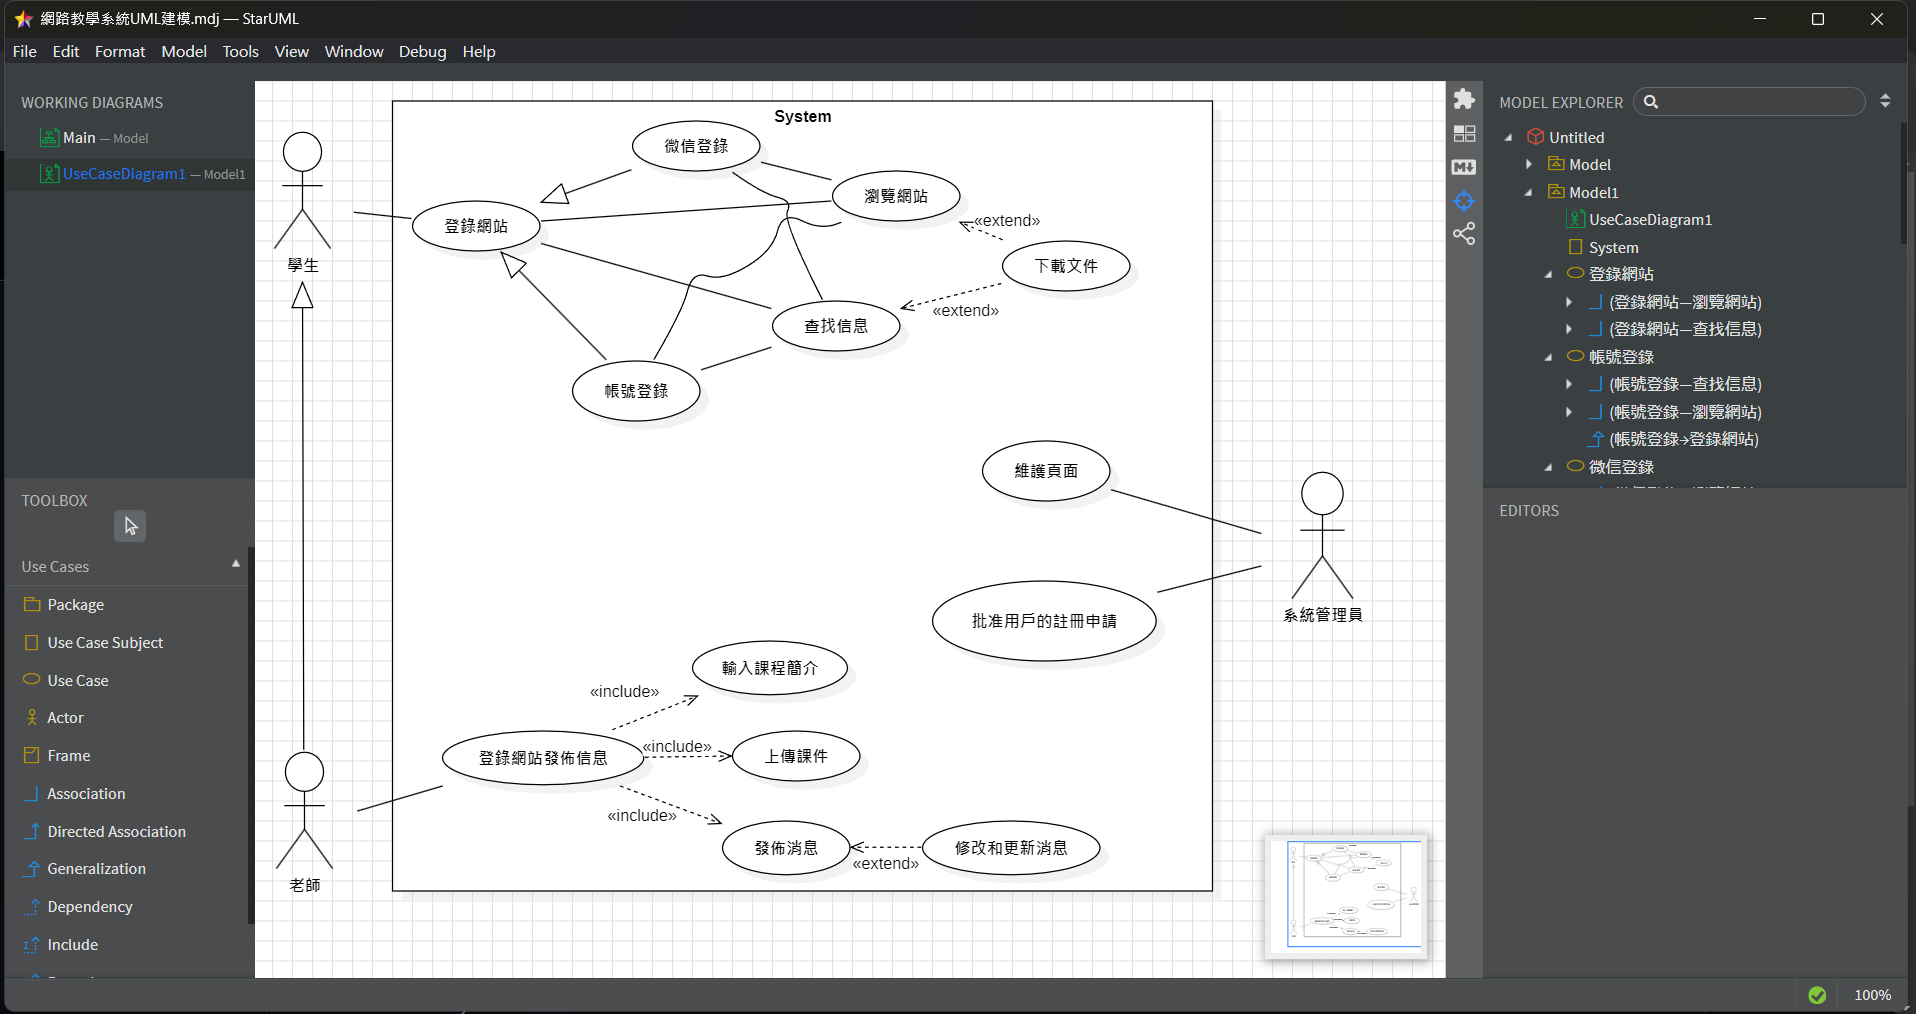 網路教學系統UML建模.mdj — StarUML
File Edit Format Model Tools View Window Debug Help
WORKING DIAGRAMS
Main — Model
UseCaseDiagram1 — Model1
TOOLBOX
Use Cases
Package
Use Case Subject
Use Case
Actor
Frame
Association
Directed Association
Generalization
Dependency
Include
System
微信登錄
瀏覽網站
登錄網站
«extend»
學生
下載文件
«extend»
查找信息
帳號登錄
維護頁面
系統管理員
批准用戶的註冊申請
輸入課程簡介
«include»
登錄網站發佈信息
«include»
上傳課件
«include»
發佈消息
«extend»
修改和更新消息
老師
MODEL EXPLORER
Untitled
Model
Model1
UseCaseDiagram1
System
登錄網站
(登錄網站—瀏覽網站)
(登錄網站—查找信息)
帳號登錄
(帳號登錄—查找信息)
(帳號登錄—瀏覽網站)
(帳號登錄→登錄網站)
微信登錄
EDITORS
100%